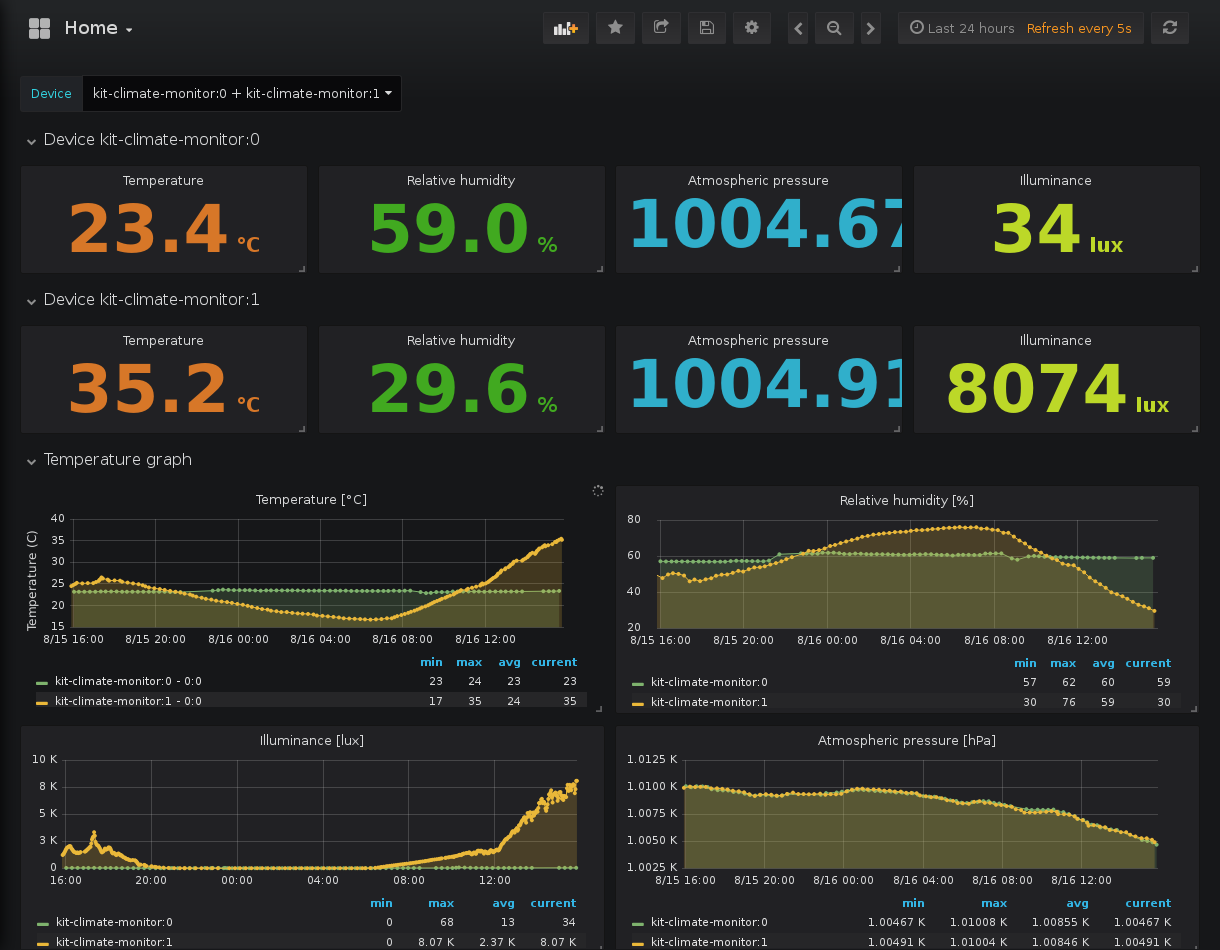 Home
Last 24 hours Refresh every 5s
Device kit-climate-monitor:0 + kit-climate-monitor:1
Device kit-climate-monitor:0
Temperature Relative humidity Atmospheric pressure Illuminance
23.4 °C 59.0 % 1004.67 34 lux
Device kit-climate-monitor:1
Temperature Relative humidity Atmospheric pressure Illuminance
35.2 °C 29.6 % 1004.91 8074 lux
Temperature graph
Temperature [°C]
Temperature (C)
40
35
30
25
20
15
8/15 16:00 8/15 20:00 8/16 00:00 8/16 04:00 8/16 08:00 8/16 12:00
min max avg current
kit-climate-monitor:0 - 0:0 23 24 23 23
kit-climate-monitor:1 - 0:0 17 35 24 35
Relative humidity [%]
80
60
40
20
8/15 16:00 8/15 20:00 8/16 00:00 8/16 04:00 8/16 08:00 8/16 12:00
min max avg current
kit-climate-monitor:0 57 62 60 59
kit-climate-monitor:1 30 76 59 30
Illuminance [lux]
10 K
8 K
5 K
3 K
0
16:00 20:00 00:00 04:00 08:00 12:00
min max avg current
kit-climate-monitor:0 0 68 13 34
kit-climate-monitor:1 0 8.07 K 2.37 K 8.07 K
Atmospheric pressure [hPa]
1.0125 K
1.0100 K
1.0075 K
1.0050 K
1.0025 K
8/15 16:00 8/15 20:00 8/16 00:00 8/16 04:00 8/16 08:00 8/16 12:00
min max avg current
kit-climate-monitor:0 1.00467 K 1.01008 K 1.00855 K 1.00467 K
kit-climate-monitor:1 1.00491 K 1.01004 K 1.00846 K 1.00491 K